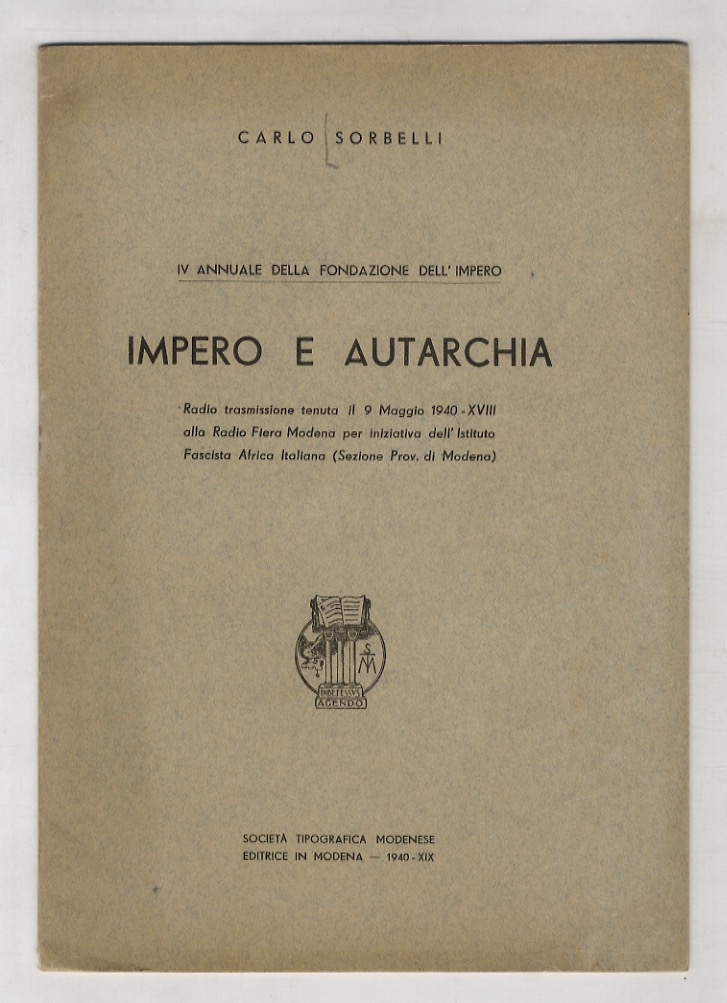 CARLO SORBELLI
IV ANNUALE DELLA FONDAZIONE DELL'IMPERO
IMPERO E AUTARCHIA
Radio trasmissione tenuta il 9 Maggio 1940-XVIII
alla Radio Fiera Modena per iniziativa dell'Istituto
Fascista Africa Italiana (Sezione Prov. di Modena)
S
TM
INDEFESSVS
AGENDO
SOCIETÀ TIPOGRAFICA MODENESE
EDITRICE IN MODENA — 1940-XIX